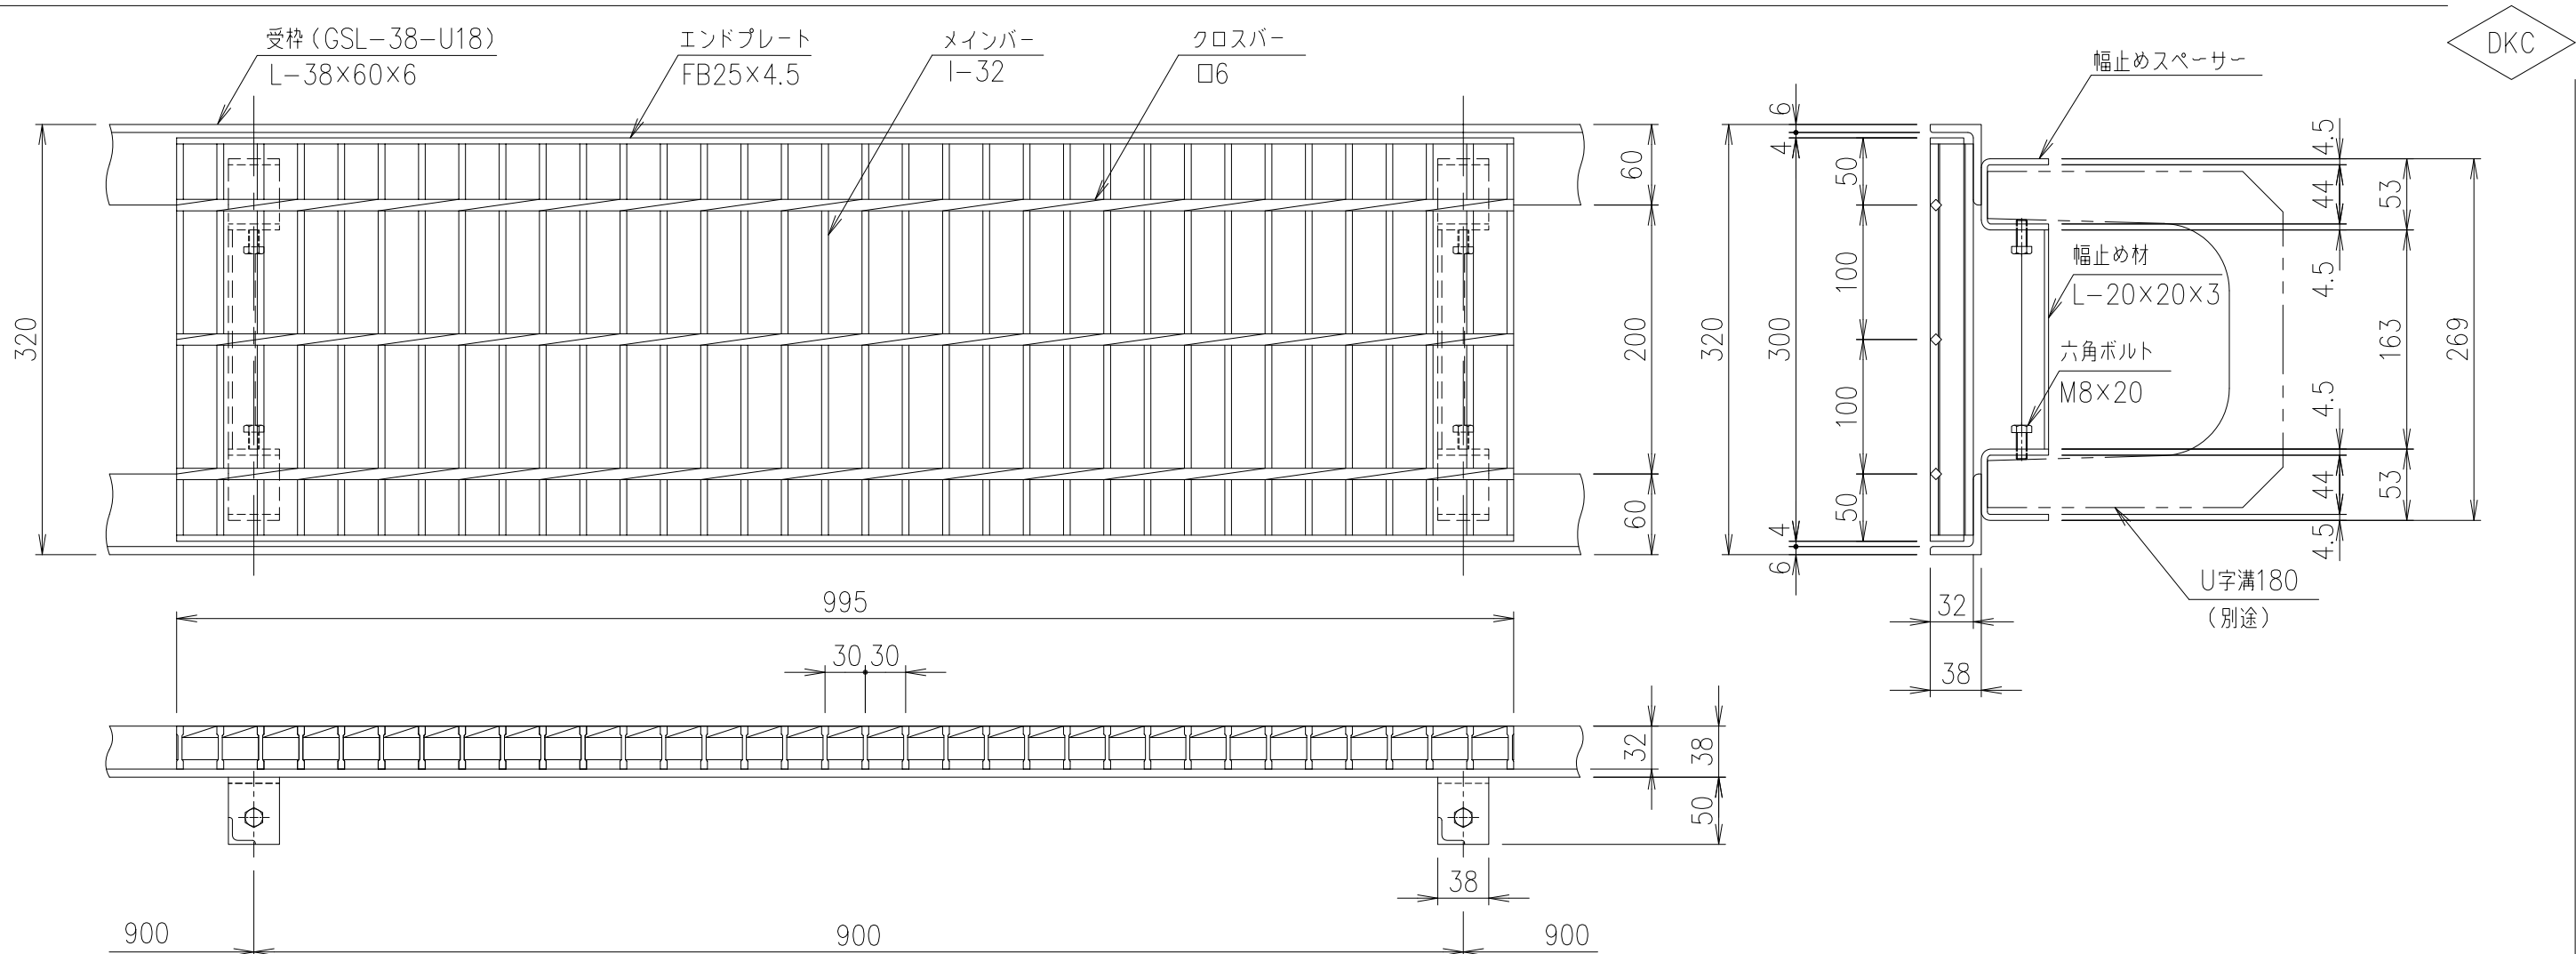 受枠(GSL-38-U18)
L-38×60×6
エンドプレート
FB25×4.5
メインバー
I-32
クロスバー
□6
幅止めスペーサー
DKC
320
60
200
60
320
6
4
300
4
6
50
100
100
50
幅止め材
L-20×20×3
六角ボルト
M8×20
4.5
44
4.5
53
163
269
4.5
44
4.5
53
U字溝180
(別途)
32
38
995
30
30
32
38
50
38
900
900
900